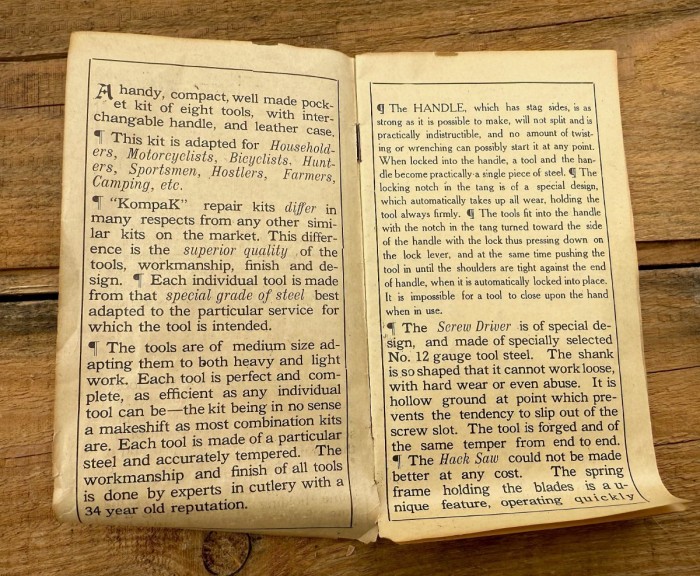 A handy, compact, well made pock-
et kit of eight tools, with inter-
changable handle, and leather case.
¶ This kit is adapted for Household-
ers, Motorcyclists, Bicyclists, Hunt-
ers, Sportsmen, Hostlers, Farmers,
Camping, etc.
¶ "KompaK" repair kits differ in
many respects from any other simi-
lar kits on the market. This differ-
ence is the superior quality of the
tools, workmanship, finish and de-
sign. ¶ Each individual tool is made
from that special grade of steel best
adapted to the particular service for
which the tool is intended.
¶ The tools are of medium size ad-
apting them to both heavy and light
work. Each tool is perfect and com-
plete, as efficient as any individual
tool can be—the kit being in no sense
a makeshift as most combination kits
are. Each tool is made of a particular
steel and accurately tempered. The
workmanship and finish of all tools
is done by experts in cutlery with a
34 year old reputation.
¶ The HANDLE, which has stag sides, is as
strong as it is possible to make, will not split and is
practically indistructible, and no amount of twist-
ing or wrenching can possibly start it at any point.
When locked into the handle, a tool and the han-
dle become practically a single piece of steel. ¶ The
locking notch in the tang is of a special design,
which automatically takes up all wear, holding the
tool always firmly. ¶ The tools fit into the handle
with the notch in the tang turned toward the side
of the handle with the lock thus pressing down on
the lock lever, and at the same time pushing the
tool in until the shoulders are tight against the end
of handle, when it is automatically locked into place.
It is impossible for a tool to close upon the hand
when in use.
¶ The Screw Driver is of special de-
sign, and made of specially selected
No. 12 gauge tool steel. The shank
is so shaped that it cannot work loose,
with hard wear or even abuse. It is
hollow ground at point which pre-
vents the tendency to slip out of the
screw slot. The tool is forged and of
the same temper from end to end.
¶ The Hack Saw could not be made
better at any cost. The spring
frame holding the blades is a u-
nique feature, operating quickly